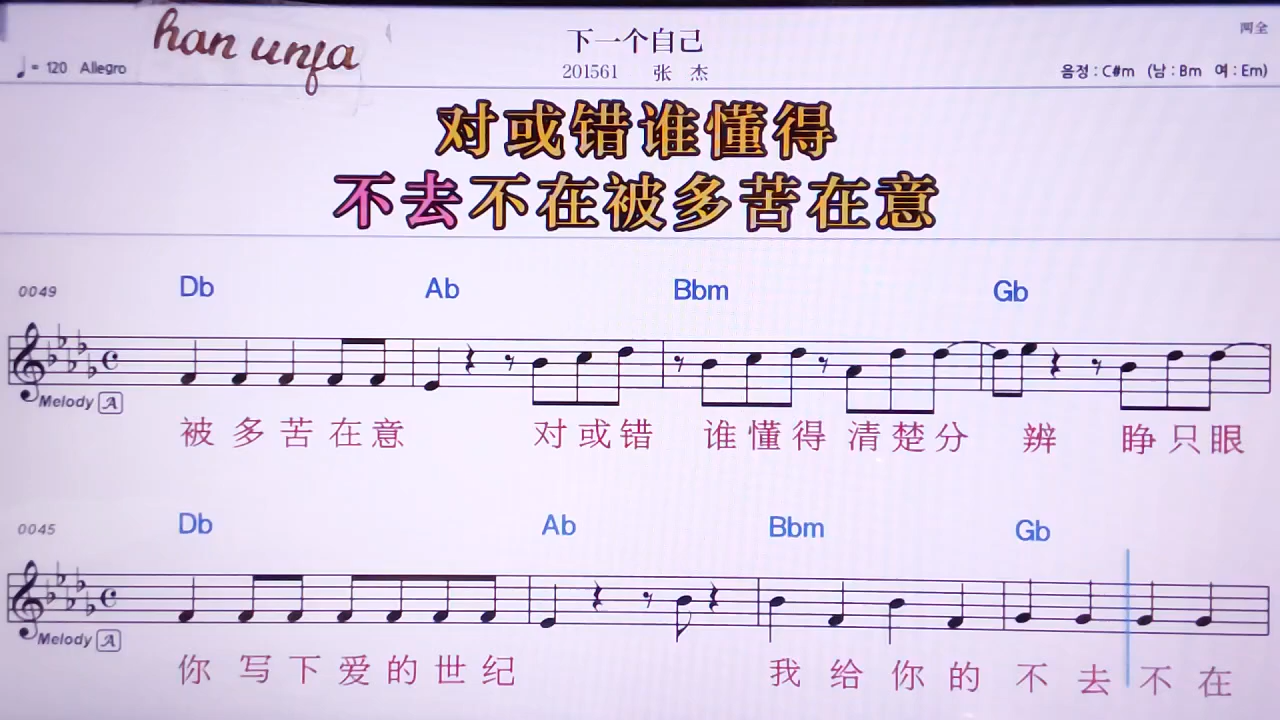 han unfa
下一个自己
两全
♩= 120 Allegro
201561 张 杰
음정 : C#m (남 : Bm 여 : Em)
对或错谁懂得
不去不在被多苦在意
0049
Db Ab Bbm Gb
Melody A
被 多 苦 在 意 对 或 错 谁 懂 得 清 楚 分 辨 睁 只 眼
0045
Db Ab Bbm Gb
Melody A
你 写 下 爱 的 世 纪 我 给 你 的 不 去 不 在